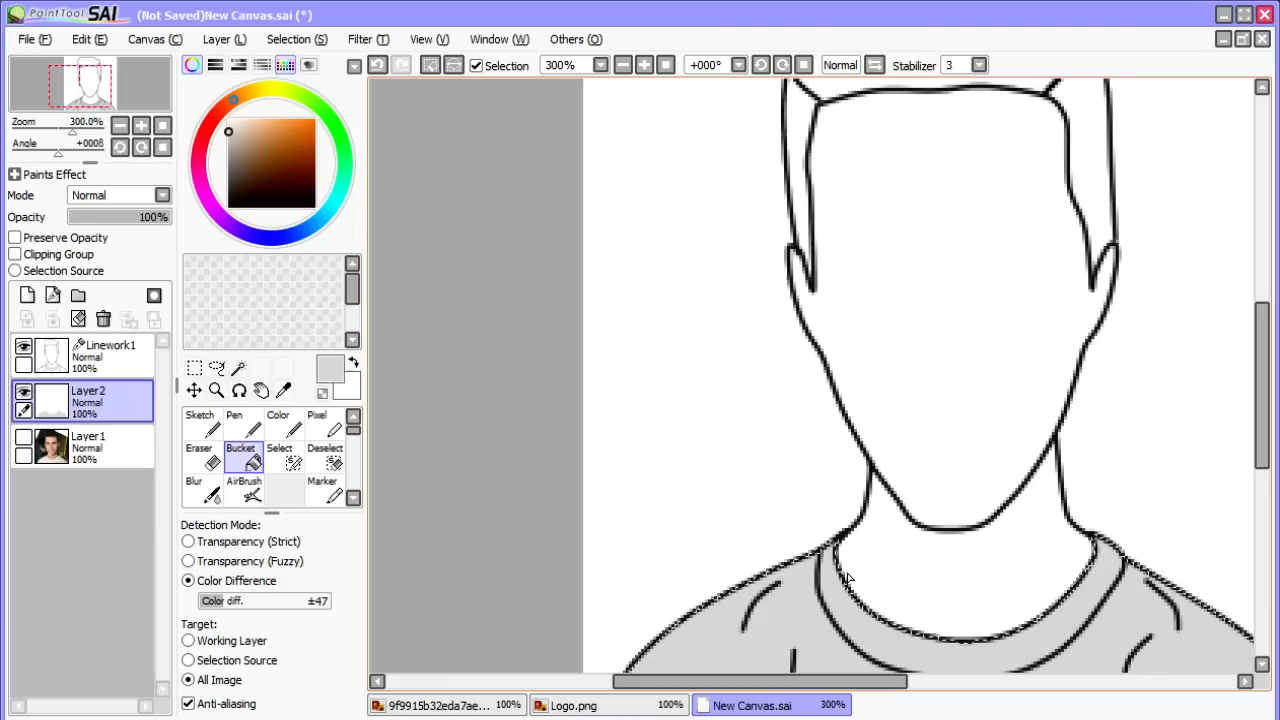 PaintTool SAI (Not Saved)New Canvas.sai (*)
File (F) Edit (E) Canvas (C) Layer (L) Selection (S) Filter (T) View (V) Window (W) Others (O)
Selection 300% +000° Normal Stabilizer 3
Zoom 300.0%
Angle +000θ
Paints Effect
Mode Normal
Opacity 100%
Preserve Opacity
Clipping Group
Selection Source
Linework1
Normal
100%
Layer2
Normal
100%
Layer1
Normal
100%
Sketch Pen Color Pixel
Eraser Bucket Select Deselect
Blur AirBrush Marker
Detection Mode:
Transparency (Strict)
Transparency (Fuzzy)
Color Difference
Color diff. ±47
Target:
Working Layer
Selection Source
All Image
Anti-aliasing
9f9915b32eda7ae... 100% Logo.png 100% New Canvas.sai 300%